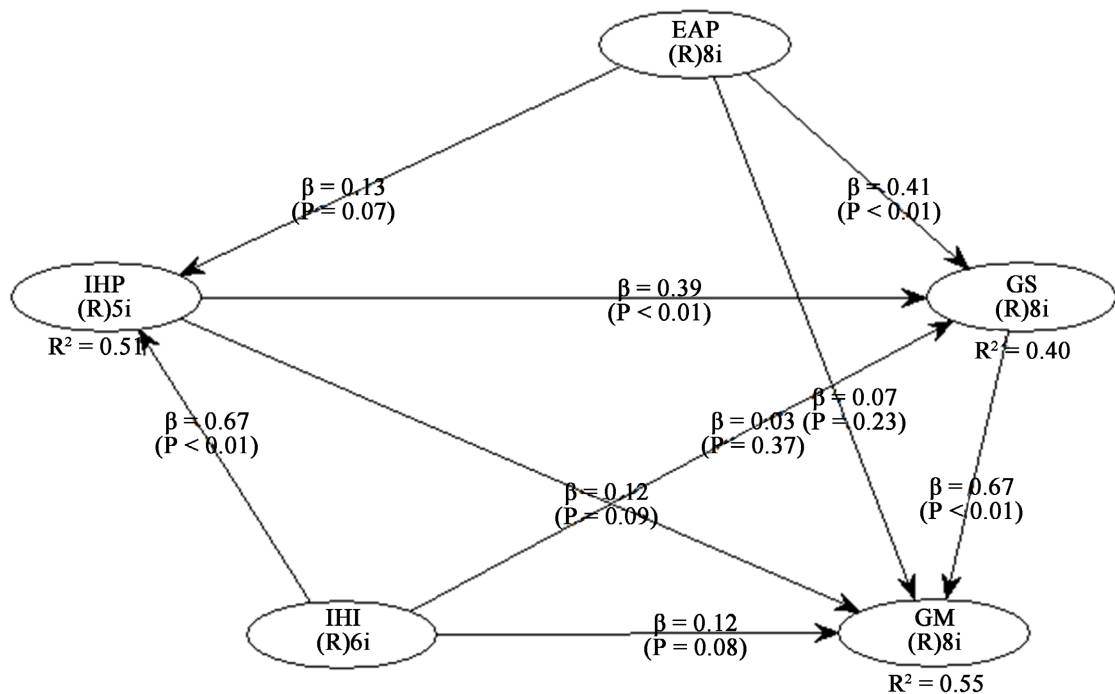 EAP
(R)8i
β = 0.13
(P = 0.07)
β = 0.41
(P < 0.01)
IHP
(R)5i
R² = 0.51
β = 0.39
(P < 0.01)
GS
(R)8i
R² = 0.40
β = 0.67
(P < 0.01)
β = 0.03
(P = 0.37)
β = 0.07
(P = 0.23)
β = 0.12
(P = 0.09)
β = 0.67
(P < 0.01)
IHI
(R)6i
β = 0.12
(P = 0.08)
GM
(R)8i
R² = 0.55